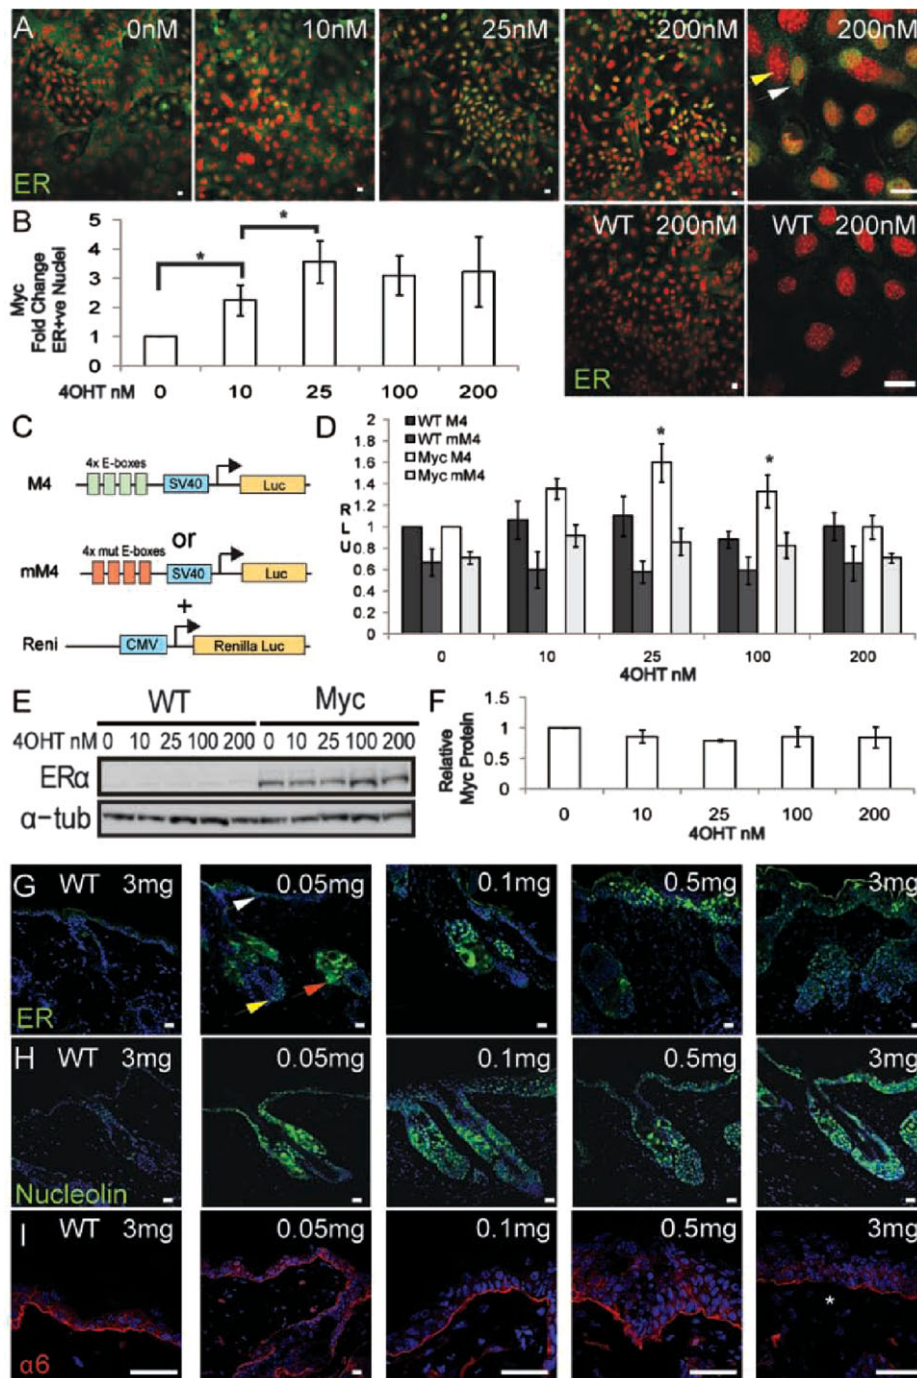 A 0nM 10nM 25nM 200nM 200nM
ER
B
Myc
Fold Change
ER+ve Nuclei
5
4
3
2
1
0
* *
4OHT nM 0 10 25 100 200
WT 200nM WT 200nM
ER
C
4x E-boxes
M4 SV40 Luc
or
4x mut E-boxes
mM4 SV40 Luc
+
Reni CMV Renilla Luc
D
WT M4
WT mM4
Myc M4
Myc mM4
RLU
2
1.8
1.6
1.4
1.2
1
0.8
0.6
0.4
0.2
0
* *
0 10 25 100 200
4OHT nM
E
WT Myc
4OHT nM 0 10 25 100 200 0 10 25 100 200
ERα
α-tub
F
Relative
Myc Protein
1.5
1
0.5
0
0 10 25 100 200
4OHT nM
G WT 3mg 0.05mg 0.1mg 0.5mg 3mg
ER
H WT 3mg 0.05mg 0.1mg 0.5mg 3mg
Nucleolin
I WT 3mg 0.05mg 0.1mg 0.5mg 3mg
*
α6